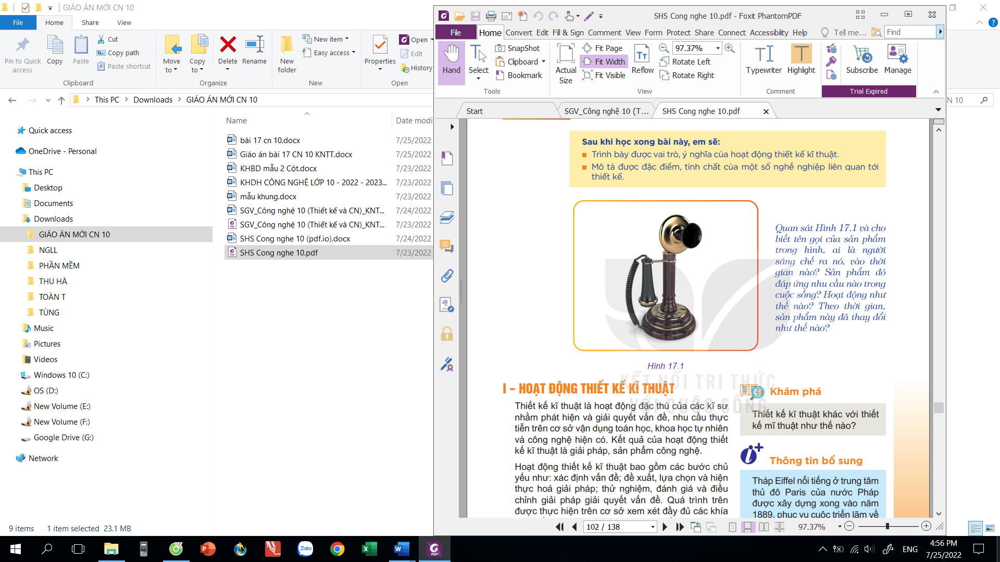 GIÁO ÁN MỚI CN 10
File
Home
Share
View
Pin to Quick access
Copy
Paste
Cut
Copy path
Paste shortcut
Clipboard
Move to
Copy to
Delete
Rename
Organize
New folder
New item
Easy access
New
Properties
Open
Edit
History
Open
This PC
Downloads
GIÁO ÁN MỚI CN 10
N 10
Quick access
OneDrive - Personal
This PC
Desktop
Documents
Downloads
GIÁO ÁN MỚI CN 10
NGLL
PHẦN MỀM
THU HÀ
TOÀN T
TÙNG
Music
Pictures
Videos
Windows 10 (C:)
OS (D:)
New Volume (E:)
New Volume (F:)
Google Drive (G:)
Network
Name
Date modi
bài 17 cn 10.docx 7/25/2022
Giáo án bài 17 CN 10 KNTT.docx 7/25/2022
KHBD mẫu 2 Cột.docx 7/23/2022
KHDH CÔNG NGHỆ LỚP 10 - 2022 - 2023... 7/23/2022
mẫu khung.docx 7/23/2022
SGV_Công nghệ 10 (Thiết kế và CN)_KNT... 7/24/2022
SGV_Công nghệ 10 (Thiết kế và CN)_KNT... 7/23/2022
SHS Cong nghe 10 (pdf.io).docx 7/24/2022
SHS Cong nghe 10.pdf 7/23/2022
9 items
1 item selected 23.1 MB
SHS Cong nghe 10.pdf - Foxit PhantomPDF
File
Home
Convert
Edit
Fill & Sign
Comment
View
Form
Protect
Share
Connect
Accessibility
Help
Tell me...
Find
Hand
Select
SnapShot
Clipboard
Bookmark
Tools
Actual Size
Fit Page
Fit Width
Fit Visible
Reflow
97.37%
Rotate Left
Rotate Right
View
Typewriter
Highlight
Comment
Subscribe
Manage
Trial Expired
Start
SGV_Công nghệ 10 (T...
SHS Cong nghe 10.pdf
Sau khi học xong bài này, em sẽ:
Trình bày được vai trò, ý nghĩa của hoạt động thiết kế kĩ thuật.
Mô tả được đặc điểm, tính chất của một số nghề nghiệp liên quan tới
thiết kế.
Quan sát Hình 17.1 và cho
biết tên gọi của sản phẩm
trong hình, ai là người
sáng chế ra nó, vào thời
gian nào? Sản phẩm đó
đáp ứng nhu cầu nào trong
cuộc sống? Hoạt động như
thế nào? Theo thời gian,
sản phẩm này đã thay đổi
như thế nào?
Hình 17.1
KẾT NỐI TRI THỨC
VỚI CUỘC SỐNG
I – HOẠT ĐỘNG THIẾT KẾ KĨ THUẬT
Thiết kế kĩ thuật là hoạt động đặc thù của các kĩ sư
nhằm phát hiện và giải quyết vấn đề, nhu cầu thực
tiễn trên cơ sở vận dụng toán học, khoa học tự nhiên
và công nghệ hiện có. Kết quả của hoạt động thiết
kế kĩ thuật là giải pháp, sản phẩm công nghệ.
Hoạt động thiết kế kĩ thuật bao gồm các bước chủ
yếu như: xác định vấn đề; đề xuất, lựa chọn và hiện
thực hoá giải pháp; thử nghiệm, đánh giá và điều
chỉnh giải pháp giải quyết vấn đề. Quá trình trên
được thực hiện trên cơ sở xem xét đầy đủ các khía
Khám phá
Thiết kế kĩ thuật khác với thiết
kế mĩ thuật như thế nào?
Thông tin bổ sung
Tháp Eiffel nổi tiếng ở trung tâm
thủ đô Paris của nước Pháp
được xây dựng xong vào năm
1889, phục vụ cuộc triển lãm về
102 / 138
97.37%
Zalo
ENG
4:56 PM
7/25/2022